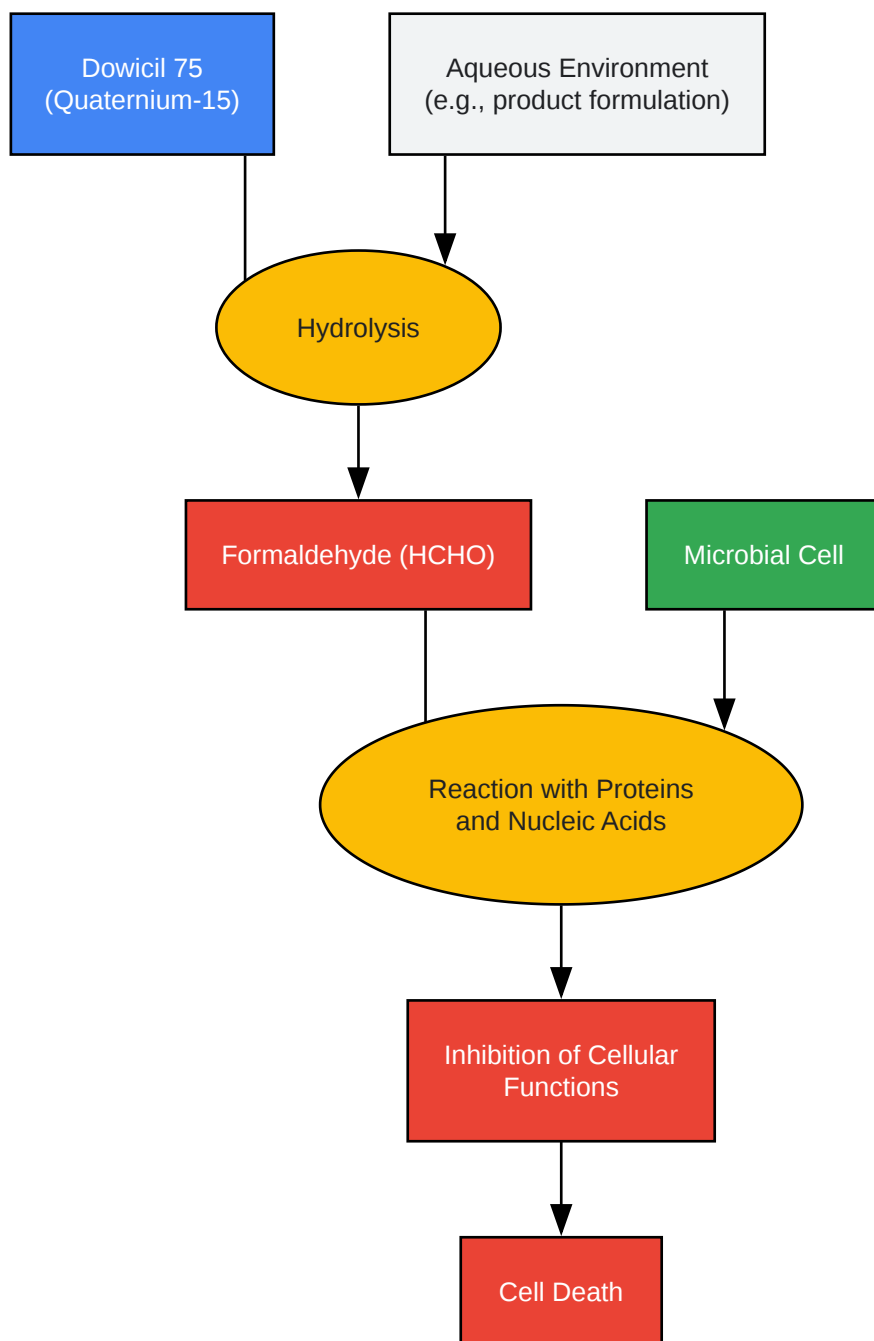 Dowicil 75
(Quaternium-15)
Aqueous Environment
(e.g., product formulation)
Hydrolysis
Formaldehyde (HCHO)
Microbial Cell
Reaction with Proteins
and Nucleic Acids
Inhibition of Cellular
Functions
Cell Death